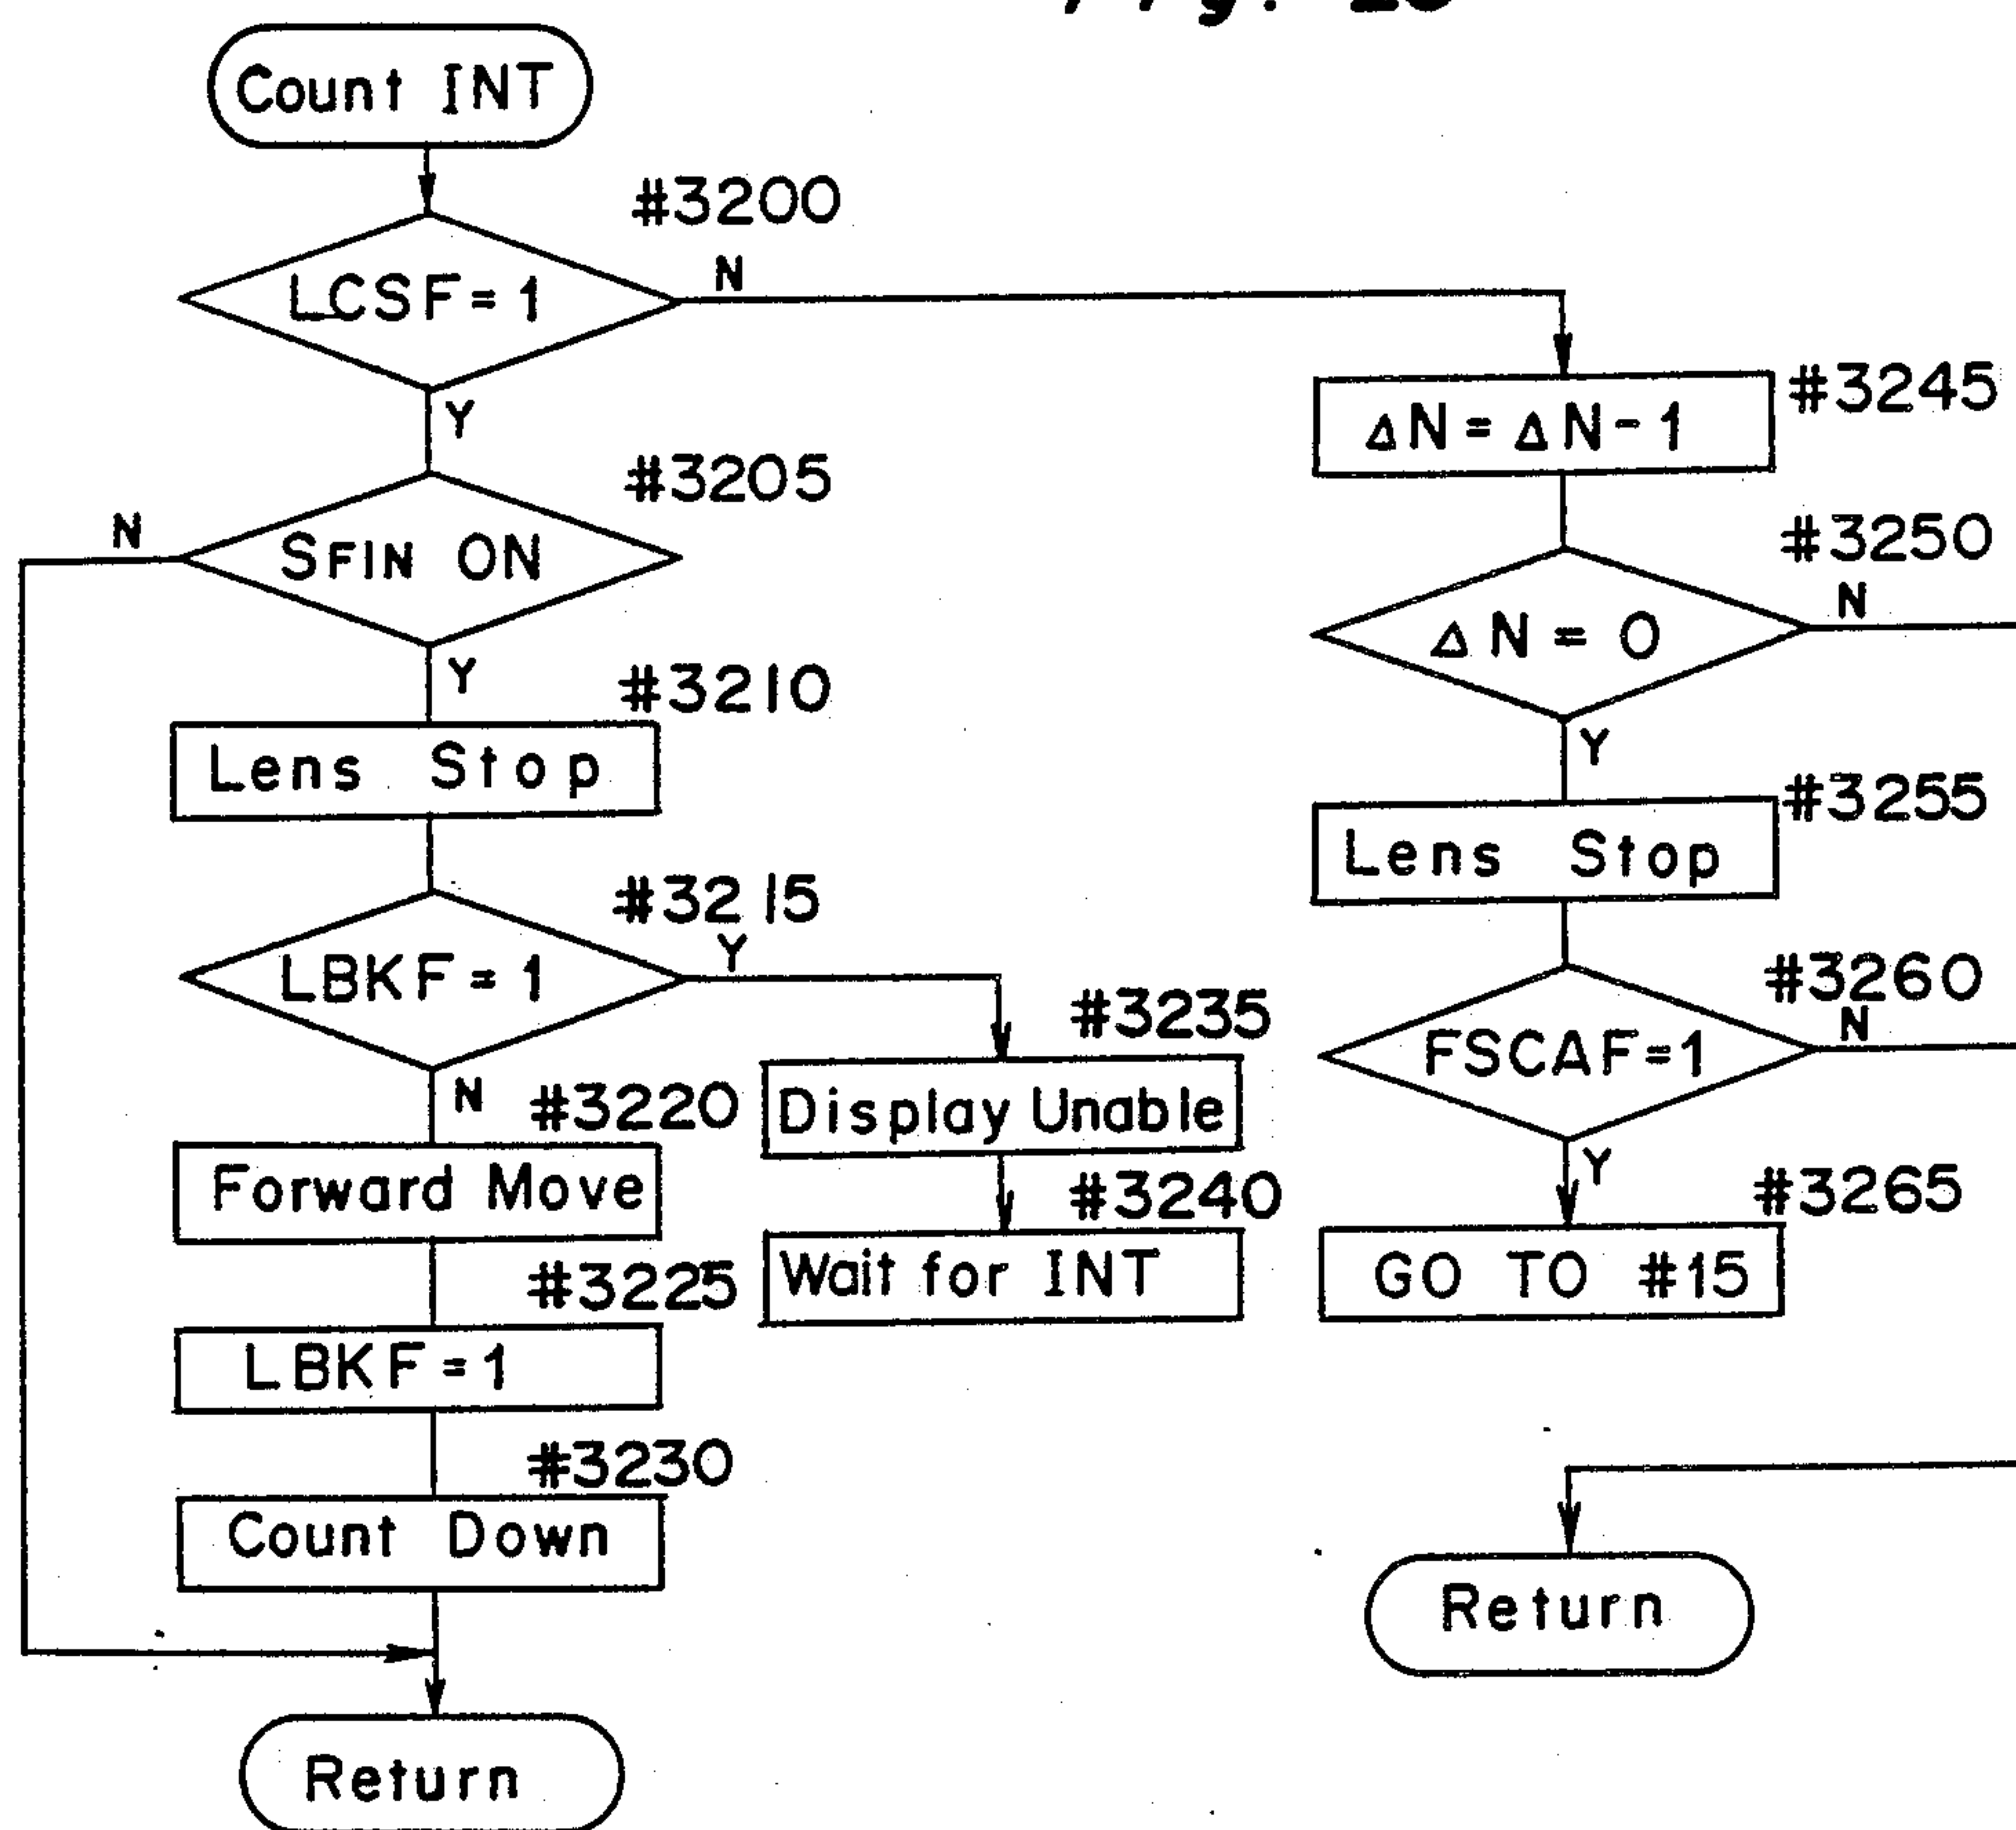 Count INT
#3200
LCSF=1
N
Y
#3205
SFIN ON
N
Y
#3210
Lens Stop
#3215
LBKF=1
Y
N
#3220
Forward Move
#3225
LBKF=1
#3230
Count Down
Return
#3235
Display Unable
#3240
Wait for INT
#3245
ΔN=ΔN-1
#3250
ΔN=0
N
Y
#3255
Lens Stop
#3260
FSCAF=1
N
Y
#3265
GO TO #15
Return